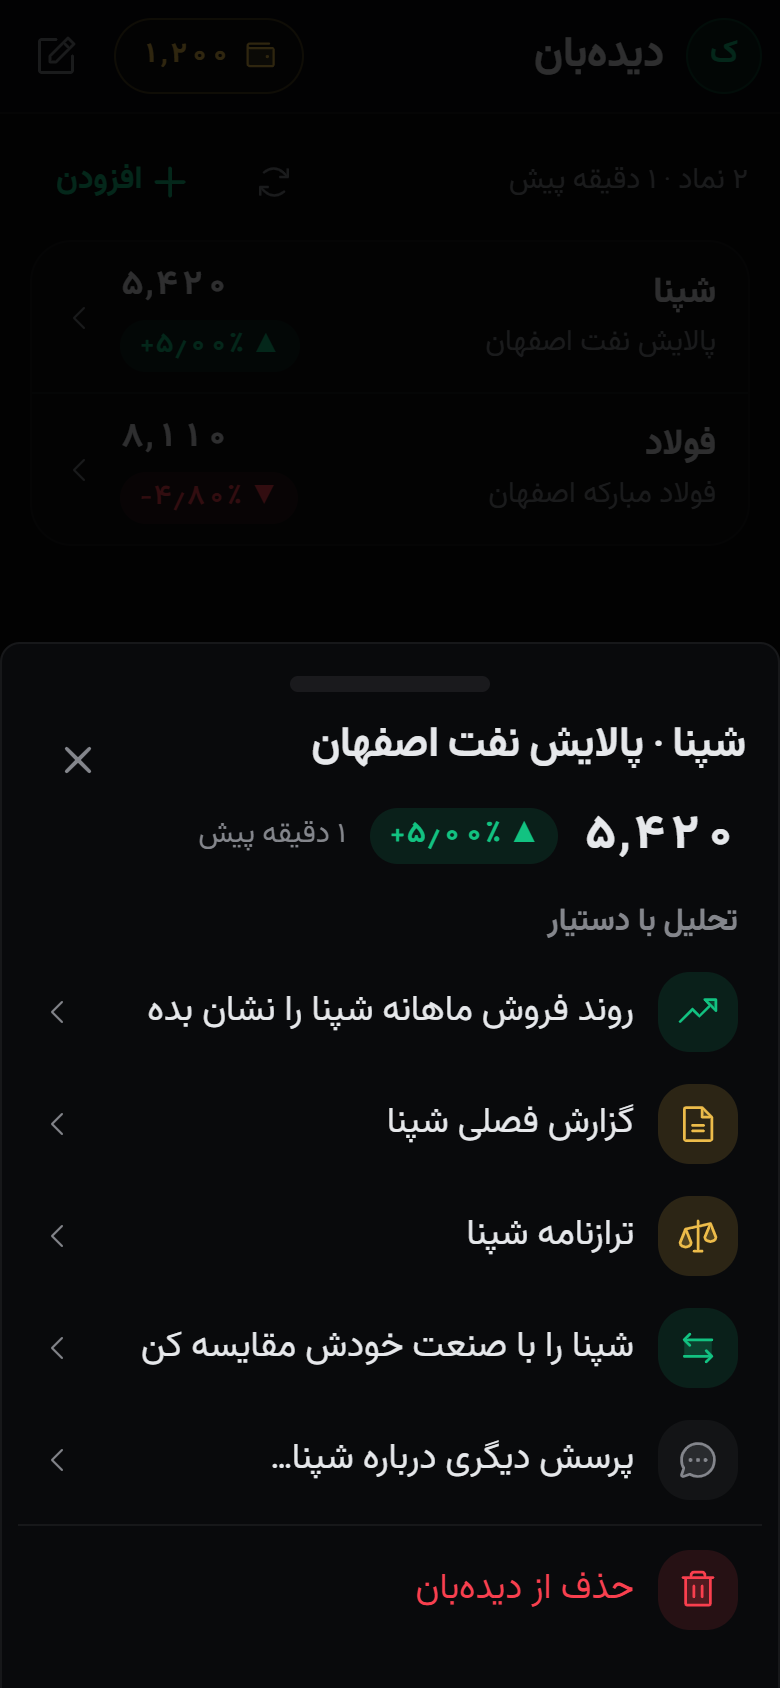 ک
دیده‌بان
۱,۲۰۰
۲ نماد · ۱ دقیقه پیش
افزودن
شپنا
۵,۴۲۰
پالایش نفت اصفهان
▲ +۵٫۰۰٪
فولاد
۸,۱۱۰
فولاد مبارکه اصفهان
▼ -۴٫۸۰٪
شپنا · پالایش نفت اصفهان
۵,۴۲۰ ▲ +۵٫۰۰٪ ۱ دقیقه پیش
تحلیل با دستیار
روند فروش ماهانه شپنا را نشان بده
گزارش فصلی شپنا
ترازنامه شپنا
شپنا را با صنعت خودش مقایسه کن
پرسش دیگری درباره شپنا...
حذف از دیده‌بان